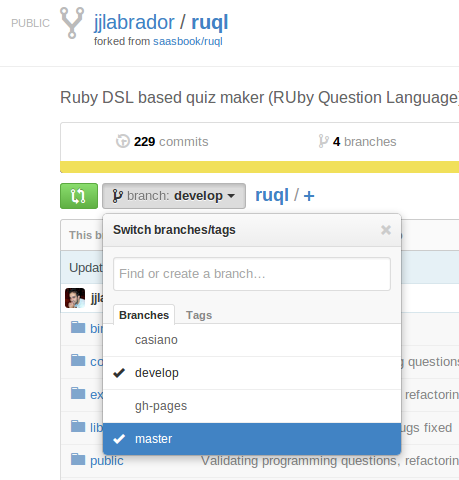 PUBLIC
jjlabrador / ruql
forked from saasbook/ruql
Ruby DSL based quiz maker (RUby Question Language
229 commits
4 branches
branch: develop
ruql / +
This b
Switch branches/tags
Updat
Find or create a branch…
jjla
Branches Tags
bin
casiano
co
develop
ng questions
ex
gh-pages
, refactorin
lib
master
ugs fixed
public
Validating programming questions, refactorin